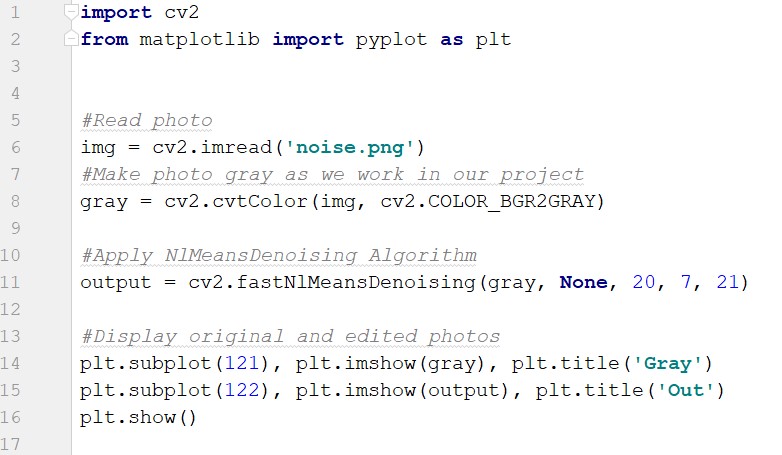 1 import cv2
2 from matplotlib import pyplot as plt
3
4
5 #Read photo
6 img = cv2.imread('noise.png')
7 #Make photo gray as we work in our project
8 gray = cv2.cvtColor(img, cv2.COLOR_BGR2GRAY)
9
10 #Apply NlMeansDenoising Algorithm
11 output = cv2.fastNlMeansDenoising(gray, None, 20, 7, 21)
12
13 #Display original and edited photos
14 plt.subplot(121), plt.imshow(gray), plt.title('Gray')
15 plt.subplot(122), plt.imshow(output), plt.title('Out')
16 plt.show()
17